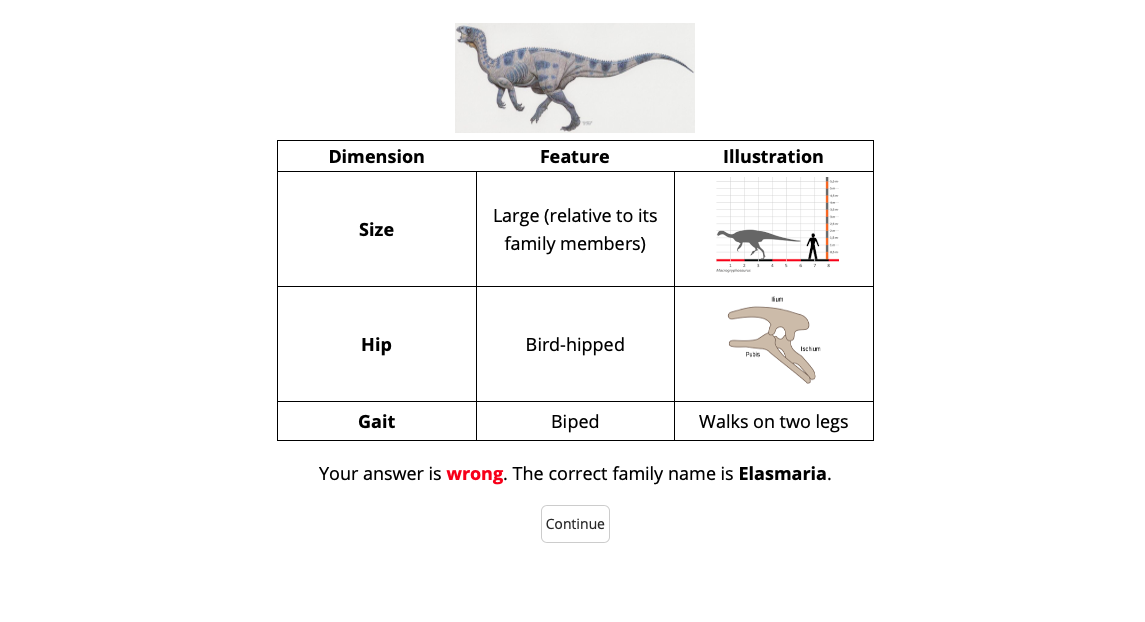 Dimension Feature Illustration
Size
Large (relative to its
family members)
1 2 3 4 5 6 7 8
Macrogryphosaurus
Hip
Bird-hipped
Ilium
Pubis
Ischium
Gait
Biped
Walks on two legs
Your answer is wrong. The correct family name is Elasmaria.
Continue